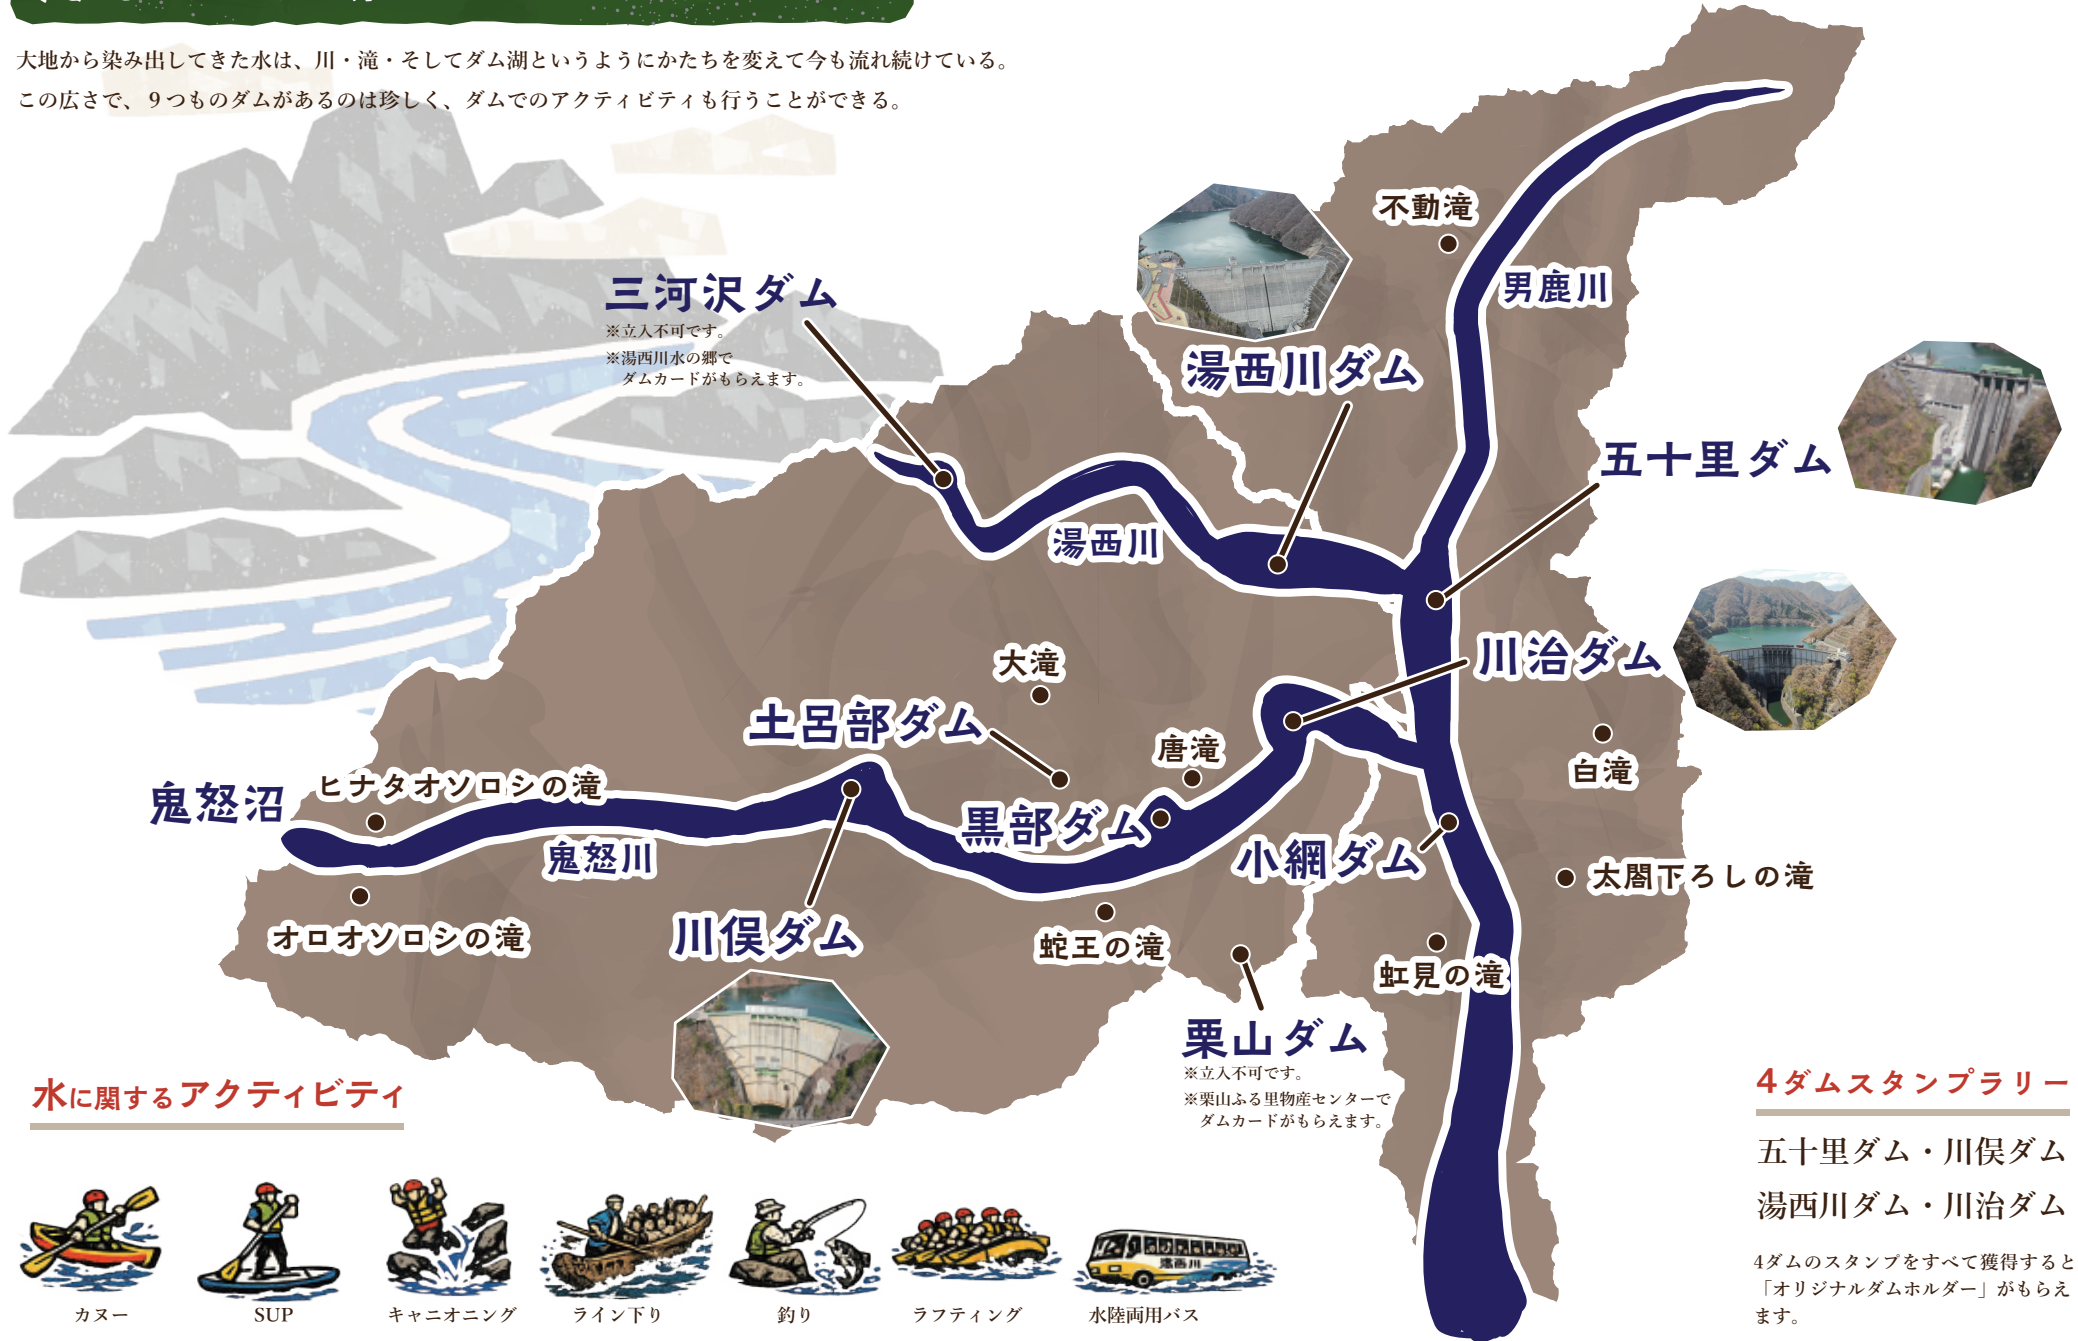 大地から染み出してきた水は、川・滝・そしてダム湖というようにかたちを変えて今も流れ続けている。
この広さで、９つものダムがあるのは珍しく、ダムでのアクティビティも行うことができる。
不動滝
男鹿川
三河沢ダム
※立入不可です。
※湯西川水の郷で
ダムカードがもらえます。
湯西川ダム
五十里ダム
湯西川
川治ダム
大滝
土呂部ダム
唐滝
白滝
鬼怒沼
ヒナタオソロシの滝
黒部ダム
鬼怒川
小網ダム
太閤下ろしの滝
オロオソロシの滝
川俣ダム
蛇王の滝
虹見の滝
栗山ダム
※立入不可です。
※栗山ふる里物産センターで
ダムカードがもらえます。
水に関するアクティビティ
カヌー
SUP
キャニオニング
ライン下り
釣り
ラフティング
湯西川
水陸両用バス
4ダムスタンプラリー
五十里ダム・川俣ダム
湯西川ダム・川治ダム
4ダムのスタンプをすべて獲得すると
「オリジナルダムホルダー」がもらえ
ます。